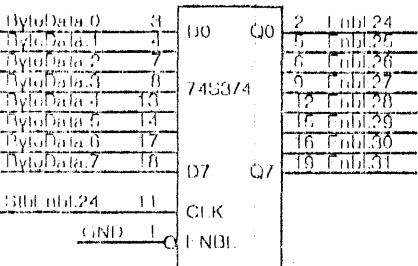 ByteData.0 3 D0 Q0 2 Enbl.24
ByteData.1 4 5 Enbl.25
ByteData.2 7 6 Enbl.26
ByteData.3 8 74S374 9 Enbl.27
ByteData.4 13 12 Enbl.28
ByteData.5 14 15 Enbl.29
ByteData.6 17 16 Enbl.30
ByteData.7 18 D7 Q7 19 Enbl.31
StbEnbl.24 11 CLK
GND 1 ENBL